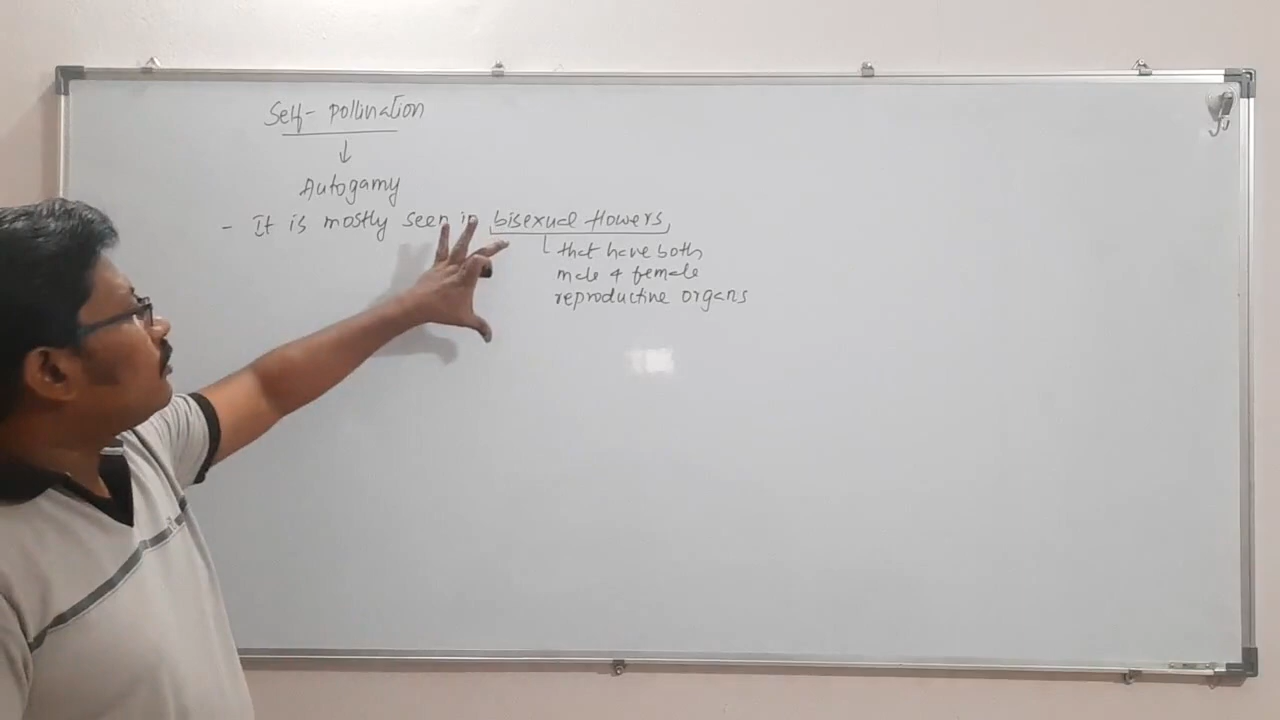 Self- pollination
↓
Autogamy
- It is mostly seen in bisexual flowers,
that have both
male & female
reproductive organs